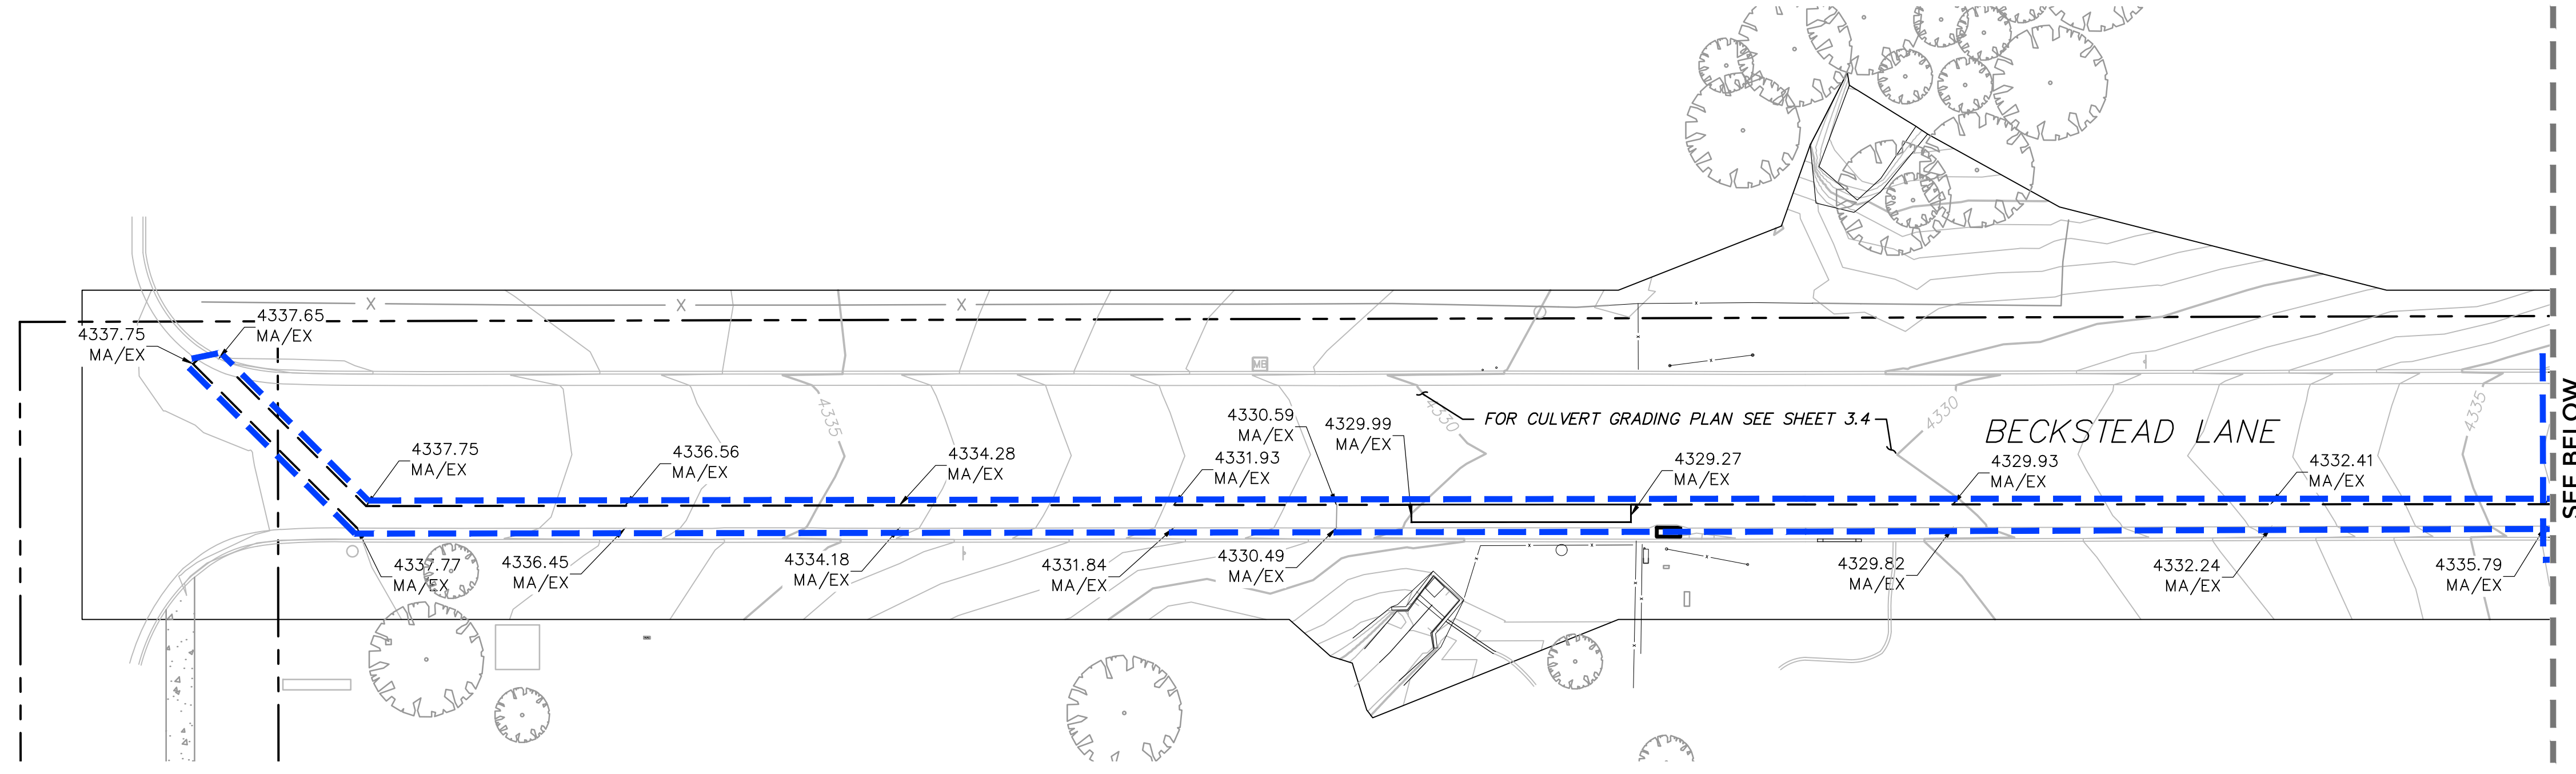 4337.65
MA/EX
4337.75
MA/EX
X
X
X
MB
4337.75
MA/EX
4336.56
MA/EX
4335
4334.28
MA/EX
4330.59
MA/EX
4331.93
MA/EX
4329.99
MA/EX
4330
FOR CULVERT GRADING PLAN SEE SHEET 3.4
4329.27
MA/EX
4330
BECKSTEAD LANE
4329.93
MA/EX
4332.41
MA/EX
4335
SEE BELOW
4337.77
MA/EX
4336.45
MA/EX
4334.18
MA/EX
4331.84
MA/EX
4330.49
MA/EX
4329.82
MA/EX
4332.24
MA/EX
4335.79
MA/EX